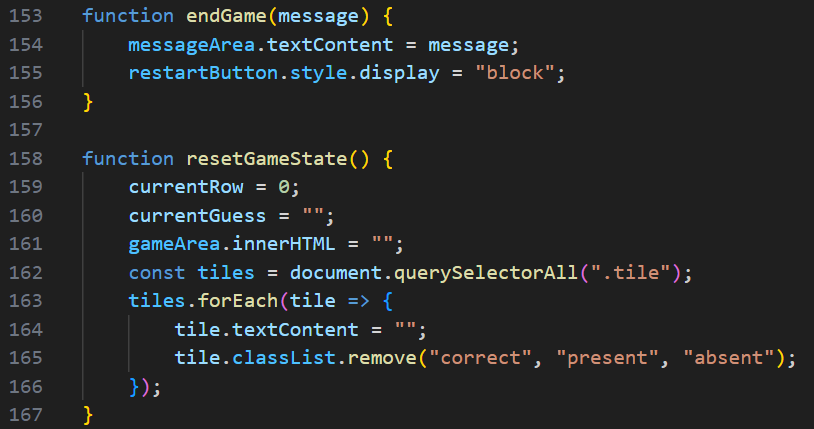 153 function endGame(message) {
154 messageArea.textContent = message;
155 restartButton.style.display = "block";
156 }
157
158 function resetGameState() {
159 currentRow = 0;
160 currentGuess = "";
161 gameArea.innerHTML = "";
162 const tiles = document.querySelectorAll(".tile");
163 tiles.forEach(tile => {
164 tile.textContent = "";
165 tile.classList.remove("correct", "present", "absent");
166 });
167 }